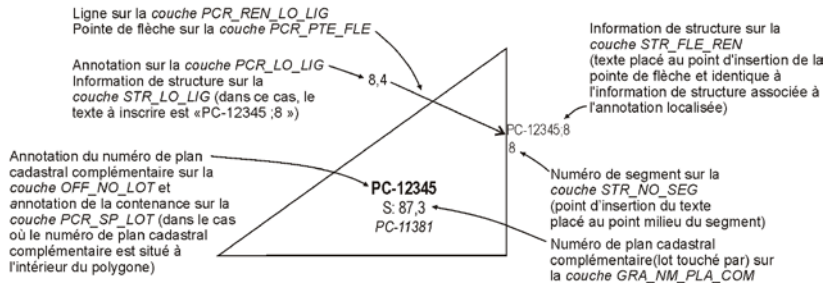 Ligne sur la couche PCR_REN_LO_LIG
Pointe de flèche sur la couche PCR_PTE_FLE
Annotation sur la couche PCR_LO_LIG
Information de structure sur la
couche STR_LO_LIG (dans ce cas, le
texte à inscrire est «PC-12345 ;8 »)
8,4
Information de structure sur la
couche STR_FLE_REN
(texte placé au point d'insertion de la
pointe de flèche et identique à
l'information de structure associée à
l'annotation localisée)
PC-12345;8
8
Annotation du numéro de plan
cadastral complémentaire sur la
couche OFF_NO_LOT et
annotation de la contenance sur la
couche PCR_SP_LOT (dans le cas
où le numéro de plan cadastral
complémentaire est situé à
l'intérieur du polygone)
PC-12345
S: 87,3
PC-11381
Numéro de segment sur la
couche STR_NO_SEG
(point d'insertion du texte
placé au point milieu du segment)
Numéro de plan cadastral
complémentaire(lot touché par) sur
la couche GRA_NM_PLA_COM